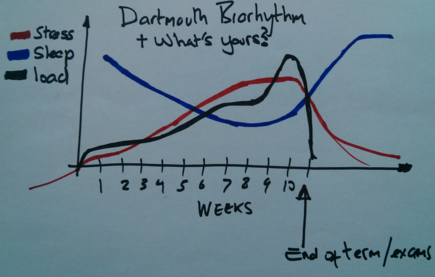 Dartmouth Biorhythm
+ What's yours?
Stress
Sleep
load
1 2 3 4 5 6 7 8 9 10
WEEKS
End of term/exams